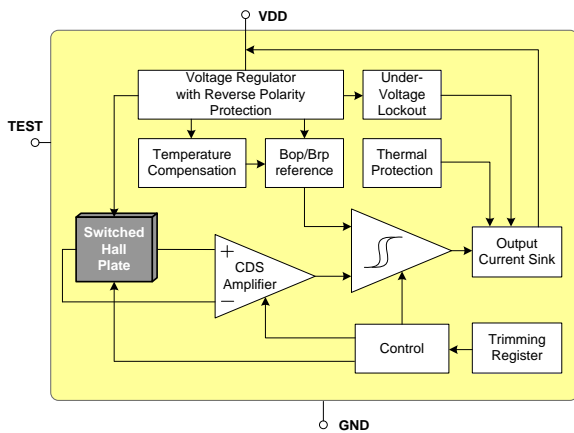 VDD
Voltage Regulator
with Reverse Polarity
Protection
Under-
Voltage
Lockout
TEST
Temperature
Compensation
Bop/Brp
reference
Thermal
Protection
Switched
Hall
Plate
+
CDS
Amplifier
−
Output
Current Sink
Control
Trimming
Register
GND